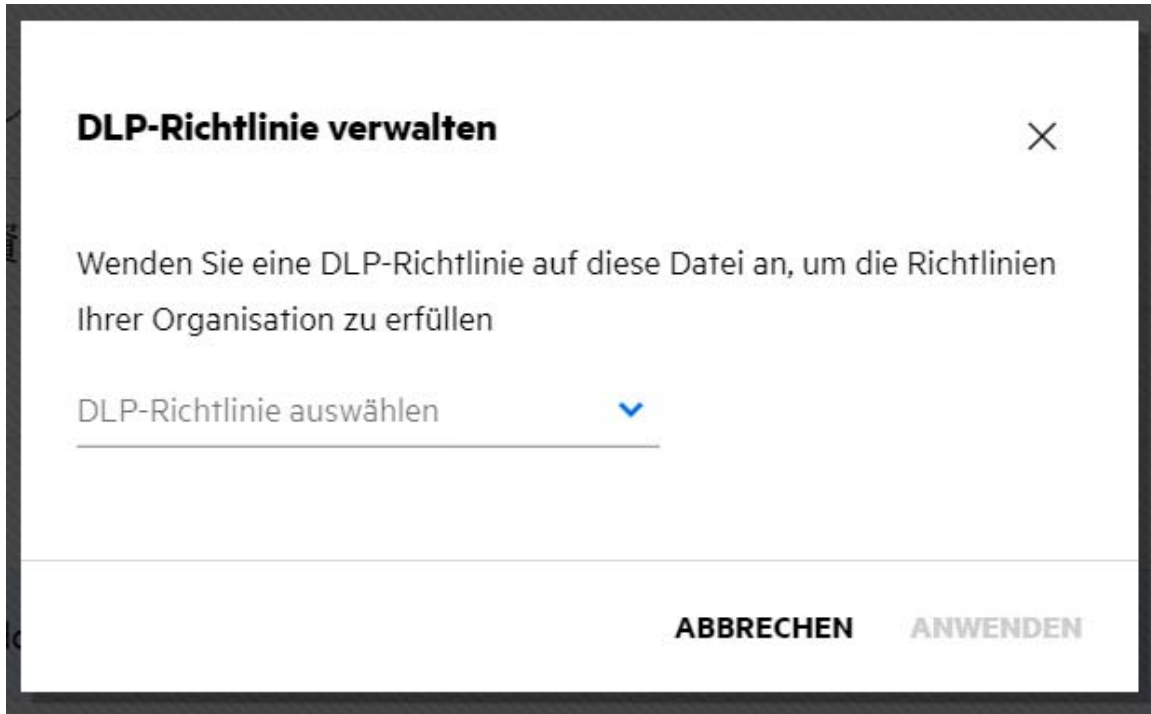 DLP-Richtlinie verwalten
Wenden Sie eine DLP-Richtlinie auf diese Datei an, um die Richtlinien
Ihrer Organisation zu erfüllen
DLP-Richtlinie auswählen
ABBRECHEN ANWENDEN